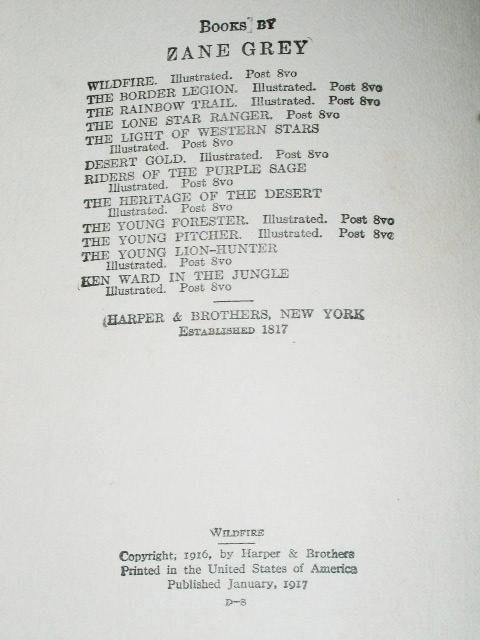 BOOKS BY
ZANE GREY
WILDFIRE. Illustrated. Post 8vo
THE BORDER LEGION. Illustrated. Post 8vo
THE RAINBOW TRAIL. Illustrated. Post 8vo
THE LONE STAR RANGER. Post 8vo
THE LIGHT OF WESTERN STARS
Illustrated. Post 8vo
DESERT GOLD. Illustrated. Post 8vo
RIDERS OF THE PURPLE SAGE
Illustrated. Post 8vo
THE HERITAGE OF THE DESERT
Illustrated. Post 8vo
THE YOUNG FORESTER. Illustrated. Post 8vo
THE YOUNG PITCHER. Illustrated. Post 8vo
THE YOUNG LION-HUNTER
Illustrated. Post 8vo
KEN WARD IN THE JUNGLE
Illustrated. Post 8vo
HARPER & BROTHERS, NEW YORK
ESTABLISHED 1817
WILDFIRE
Copyright, 1916, by Harper & Brothers
Printed in the United States of America
Published January, 1917
D-8